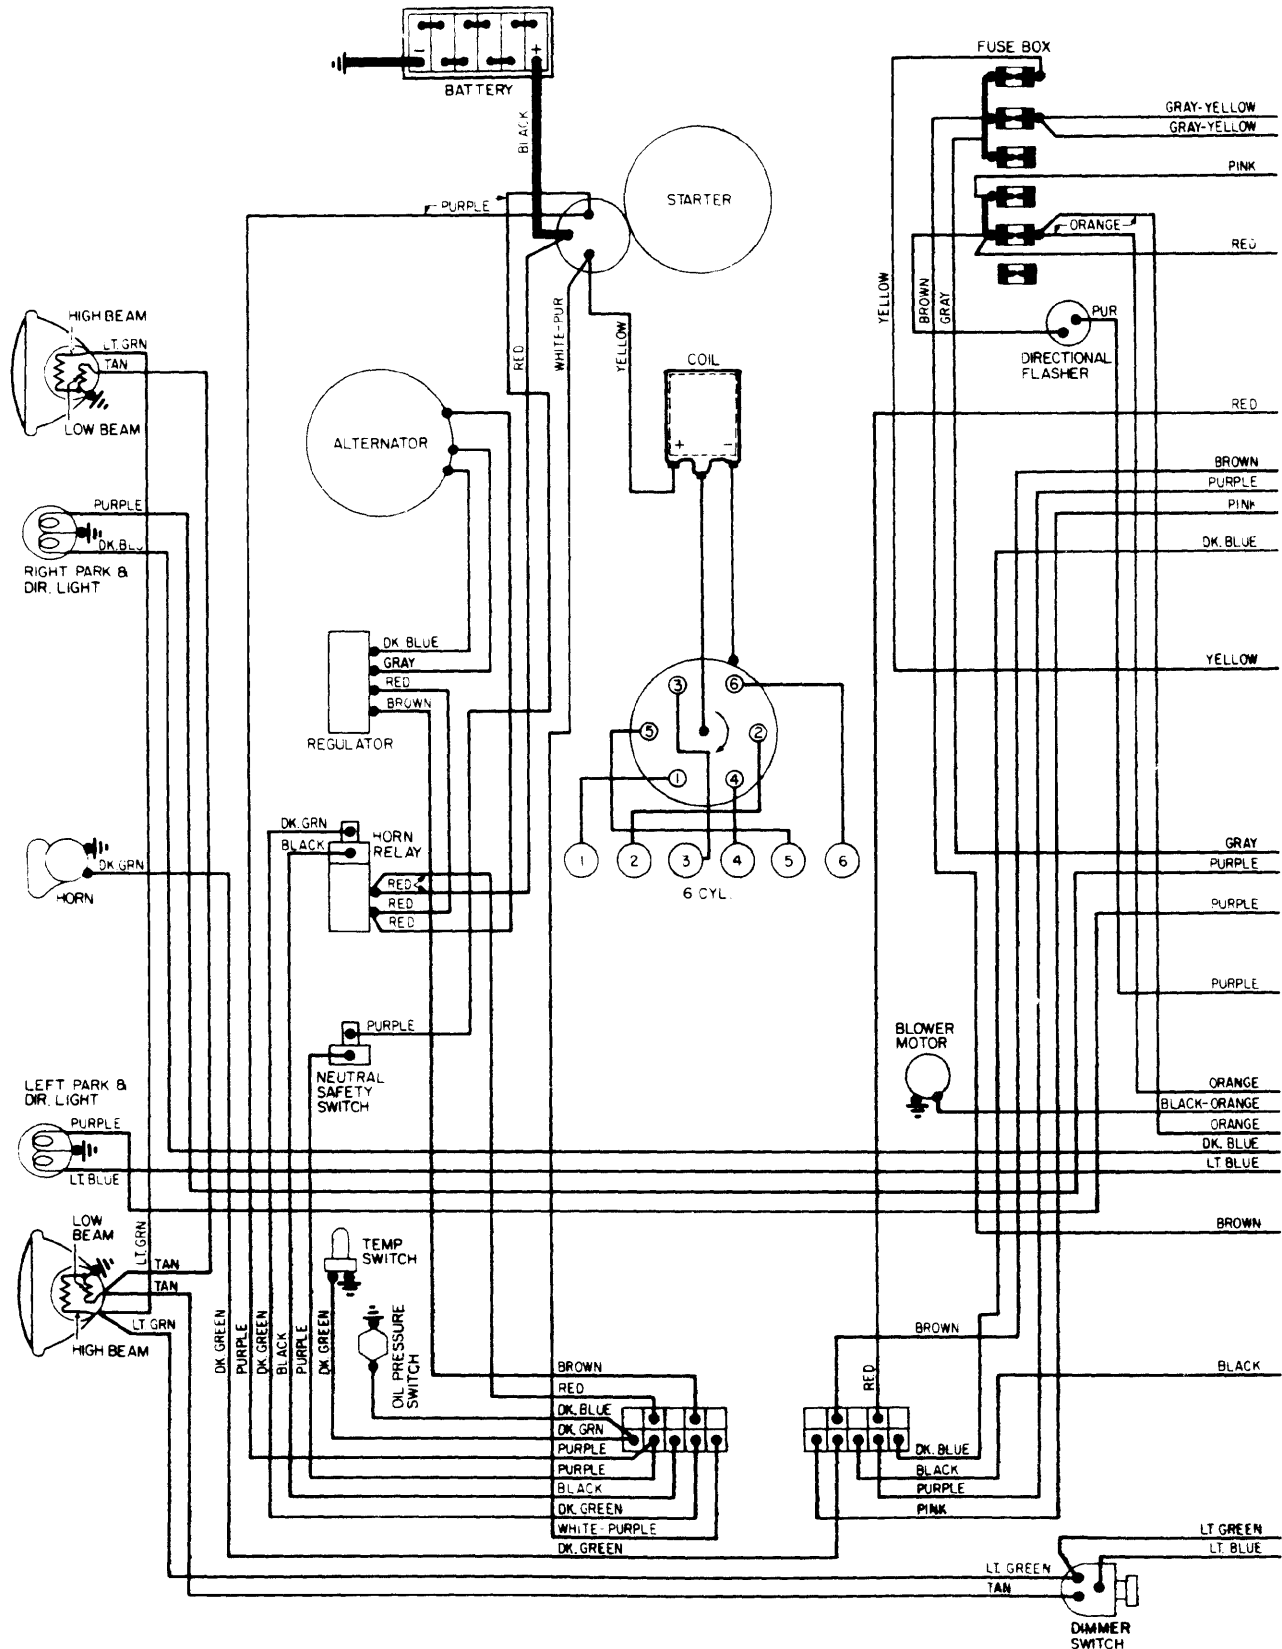 FUSE BOX
BATTERY
-
+
BLACK
GRAY-YELLOW
GRAY-YELLOW
PINK
PURPLE
STARTER
ORANGE
RED
YELLOW
BROWN
GRAY
PUR
DIRECTIONAL
FLASHER
RED
WHITE-PUR
YELLOW
COIL
+
-
HIGH BEAM
LT. GRN
TAN
LOW BEAM
ALTERNATOR
RED
BROWN
PURPLE
PINK
DK. BLUE
PURPLE
DK. BLU
RIGHT PARK &
DIR. LIGHT
DK. BLUE
GRAY
RED
BROWN
REGULATOR
YELLOW
3
6
5
2
1
4
1
2
3
4
5
6
6 CYL.
DK. GRN
BLACK
HORN
RELAY
RED
RED
RED
DK. GRN
HORN
GRAY
PURPLE
PURPLE
PURPLE
PURPLE
NEUTRAL
SAFETY
SWITCH
BLOWER
MOTOR
ORANGE
BLACK-ORANGE
ORANGE
DK. BLUE
LT. BLUE
BROWN
LEFT PARK &
DIR. LIGHT
PURPLE
LT. BLUE
LOW
BEAM
LT. GRN
TAN
TAN
LT GRN
HIGH BEAM
TEMP
SWITCH
OIL PRESSURE
SWITCH
DK GREEN
PURPLE
DK GREEN
BLACK
PURPLE
DK GREEN
BROWN
RED
BLACK
BROWN
RED
DK. BLUE
DK. GRN
PURPLE
PURPLE
BLACK
DK. GREEN
WHITE-PURPLE
DK. GREEN
DK. BLUE
BLACK
PURPLE
PINK
LT GREEN
LT. BLUE
LT. GREEN
TAN
DIMMER
SWITCH